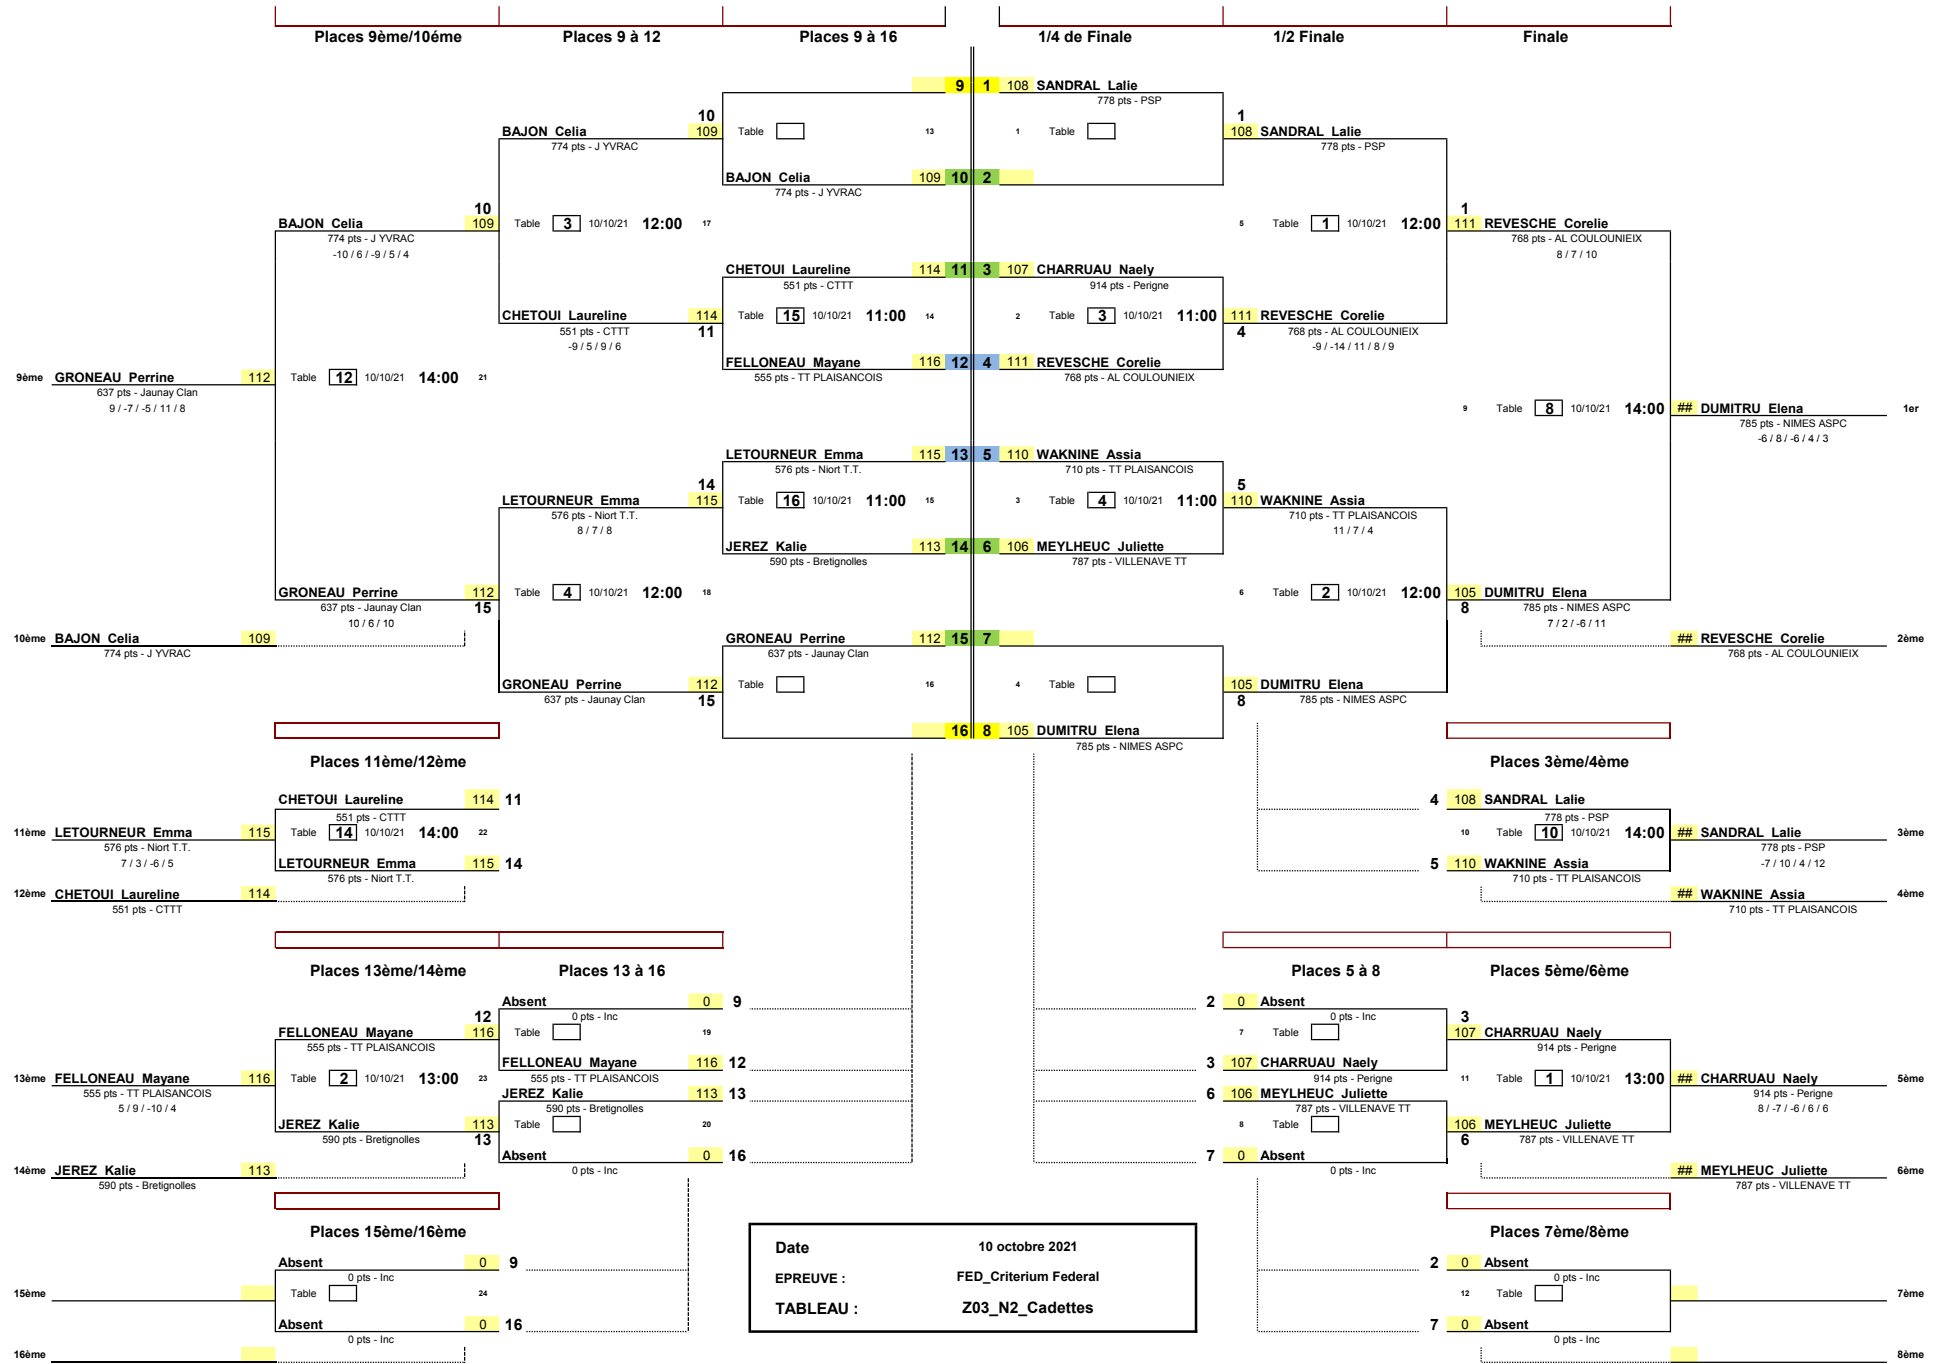 Places 9ème/10éme Places 9 à 12 Places 9 à 16 1/4 de Finale 1/2 Finale Finale
9 1 108 SANDRAL Lalie
778 pts - PSP
10 1
BAJON Celia 109 Table 13 1 Table 108 SANDRAL Lalie
774 pts - J YVRAC 778 pts - PSP
BAJON Celia 109 10 2
774 pts - J YVRAC
10 1
BAJON Celia 109 Table 3 10/10/21 12:00 17 5 Table 1 10/10/21 12:00 111 REVESCHE Corelie
774 pts - J YVRAC 768 pts - AL COULOUNIEIX
-10 / 6 / -9 / 5 / 4 8 / 7 / 10
CHETOUI Laureline 114 11 3 107 CHARRUAU Naely
551 pts - CTTT 914 pts - Perigne
CHETOUI Laureline 114 Table 15 10/10/21 11:00 14 2 Table 3 10/10/21 11:00 111 REVESCHE Corelie
551 pts - CTTT 11 4 768 pts - AL COULOUNIEIX
-9 / 5 / 9 / 6 -9 / -14 / 11 / 8 / 9
FELLONEAU Mayane 116 12 4 111 REVESCHE Corelie
9ème GRONEAU Perrine 112 Table 12 10/10/21 14:00 21 555 pts - TT PLAISANCOIS 768 pts - AL COULOUNIEIX
637 pts - Jaunay Clan
9 / -7 / -5 / 11 / 8 9 Table 8 10/10/21 14:00 ## DUMITRU Elena 1er
785 pts - NIMES ASPC
-6 / 8 / -6 / 4 / 3
LETOURNEUR Emma 115 13 5 110 WAKNINE Assia
576 pts - Niort T.T. 710 pts - TT PLAISANCOIS
14 5
LETOURNEUR Emma 115 Table 16 10/10/21 11:00 15 3 Table 4 10/10/21 11:00 110 WAKNINE Assia
576 pts - Niort T.T. 710 pts - TT PLAISANCOIS
8 / 7 / 8 11 / 7 / 4
JEREZ Kalie 113 14 6 106 MEYLHEUC Juliette
590 pts - Bretignolles 787 pts - VILLENAVE TT
GRONEAU Perrine 112 Table 4 10/10/21 12:00 18 6 Table 2 10/10/21 12:00 105 DUMITRU Elena
637 pts - Jaunay Clan 15 8 785 pts - NIMES ASPC
10 / 6 / 10 7 / 2 / -6 / 11
10ème BAJON Celia 109 GRONEAU Perrine 112 15 7 ## REVESCHE Corelie 2ème
774 pts - J YVRAC 637 pts - Jaunay Clan 768 pts - AL COULOUNIEIX
GRONEAU Perrine 112 Table 16 4 Table 105 DUMITRU Elena
637 pts - Jaunay Clan 15 8 785 pts - NIMES ASPC
16 8 105 DUMITRU Elena
785 pts - NIMES ASPC
Places 11ème/12ème Places 3ème/4ème
CHETOUI Laureline 114 11 4 108 SANDRAL Lalie
551 pts - CTTT 778 pts - PSP
11ème LETOURNEUR Emma 115 Table 14 10/10/21 14:00 22 10 Table 10 10/10/21 14:00 ## SANDRAL Lalie 3ème
576 pts - Niort T.T. 778 pts - PSP
7 / 3 / -6 / 5 LETOURNEUR Emma 115 14 5 110 WAKNINE Assia -7 / 10 / 4 / 12
576 pts - Niort T.T. 710 pts - TT PLAISANCOIS
12ème CHETOUI Laureline 114 ## WAKNINE Assia 4ème
551 pts - CTTT 710 pts - TT PLAISANCOIS
Places 13ème/14ème Places 13 à 16 Places 5 à 8 Places 5ème/6ème
Absent 0 9 2 0 Absent
0 pts - Inc 0 pts - Inc
12 3
FELLONEAU Mayane 116 Table 19 7 Table 107 CHARRUAU Naely
555 pts - TT PLAISANCOIS 914 pts - Perigne
FELLONEAU Mayane 116 12 3 107 CHARRUAU Naely
13ème FELLONEAU Mayane 116 Table 2 10/10/21 13:00 23 555 pts - TT PLAISANCOIS 914 pts - Perigne 11 Table 1 10/10/21 13:00 ## CHARRUAU Naely 5ème
555 pts - TT PLAISANCOIS JEREZ Kalie 113 13 6 106 MEYLHEUC Juliette 914 pts - Perigne
5 / 9 / -10 / 4 590 pts - Bretignolles 787 pts - VILLENAVE TT 8 / -7 / -6 / 6 / 6
JEREZ Kalie 113 Table 20 8 Table 106 MEYLHEUC Juliette
590 pts - Bretignolles 13 6 787 pts - VILLENAVE TT
Absent 0 16 7 0 Absent
0 pts - Inc 0 pts - Inc
14ème JEREZ Kalie 113 ## MEYLHEUC Juliette 6ème
590 pts - Bretignolles 787 pts - VILLENAVE TT
Places 15ème/16ème Places 7ème/8ème
Date 10 octobre 2021
Absent 0 9 2 0 Absent
0 pts - Inc 0 pts - Inc
EPREUVE : FED_Criterium Federal
15ème Table 24 12 Table 7ème
TABLEAU : Z03_N2_Cadettes
Absent 0 16 7 0 Absent
0 pts - Inc 0 pts - Inc
16ème 8ème